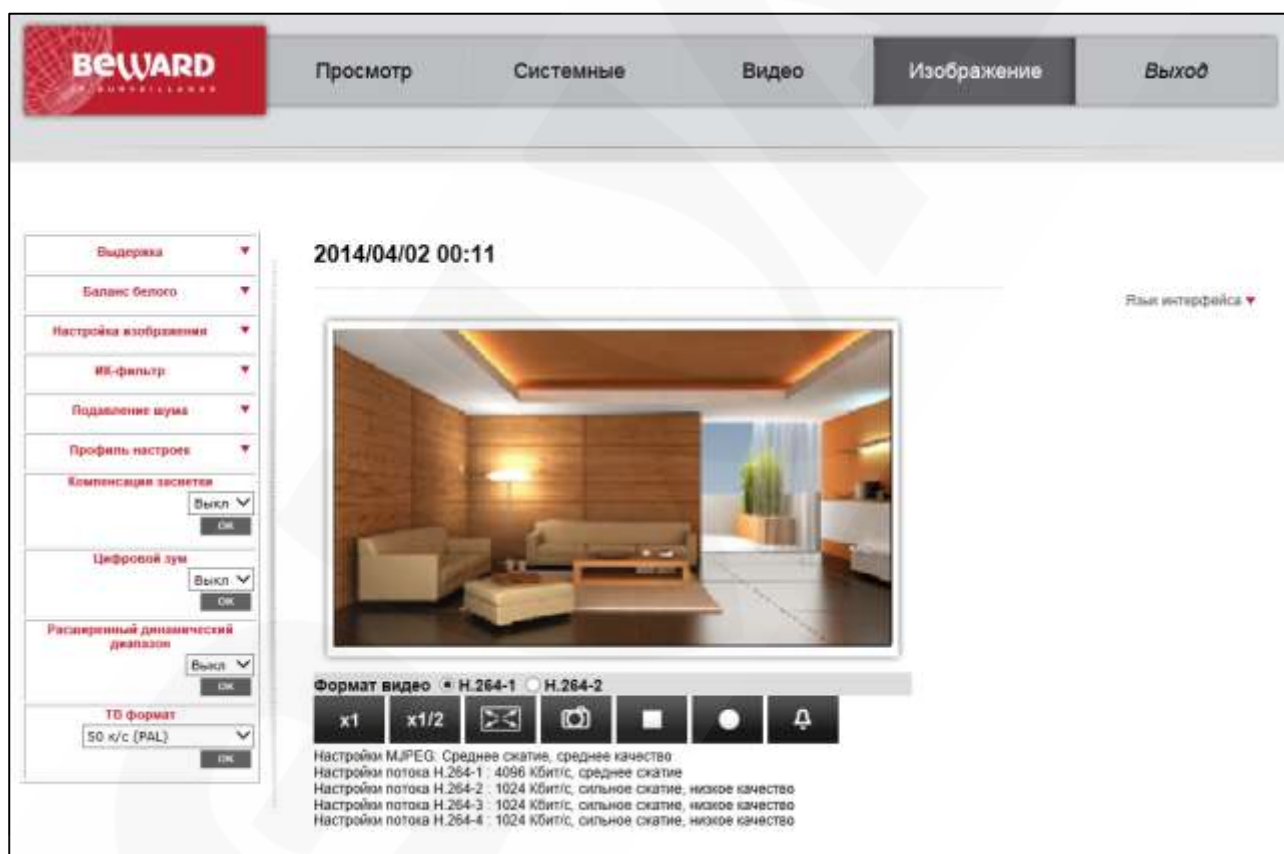 BEWARD
IP SURVEILLANCE
Просмотр
Системные
Видео
Изображение
Выход
2014/04/02 00:11
Язык интерфейса
Выдержка
Баланс белого
Настройка изображения
ИК-фильтр
Подавление шума
Профиль настроек
Компенсация засветки
Выкл
OK
Цифровой зум
Выкл
OK
Расширенный динамический
диапазон
Выкл
OK
ТВ формат
50 к/с (PAL)
OK
Формат видео H.264-1 H.264-2
x1 x1/2
Настройки MJPEG: Среднее сжатие, среднее качество
Настройки потока H.264-1 : 4096 Кбит/с, среднее сжатие
Настройки потока H.264-2 : 1024 Кбит/с, сильное сжатие, низкое качество
Настройки потока H.264-3 : 1024 Кбит/с, сильное сжатие, низкое качество
Настройки потока H.264-4 : 1024 Кбит/с, сильное сжатие, низкое качество